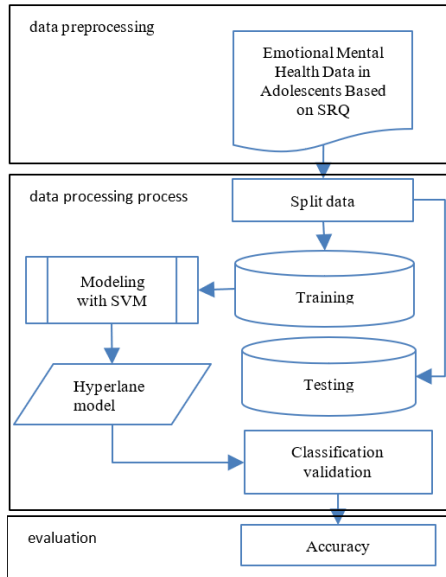 data preprocessing
Emotional Mental
Health Data in
Adolescents Based
on SRQ
data processing process
Split data
Modeling
with SVM
Training
Hyperlane
model
Testing
Classification
validation
evaluation
Accuracy